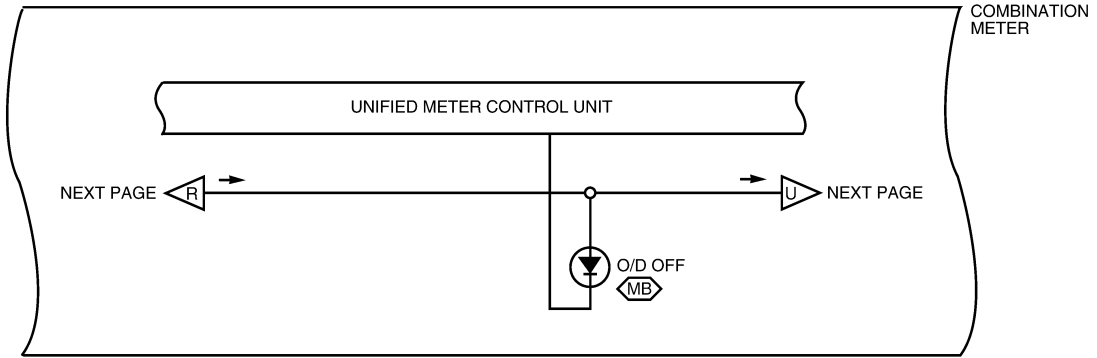 COMBINATION
METER
UNIFIED METER CONTROL UNIT
NEXT PAGE R U NEXT PAGE
O/D OFF
MB